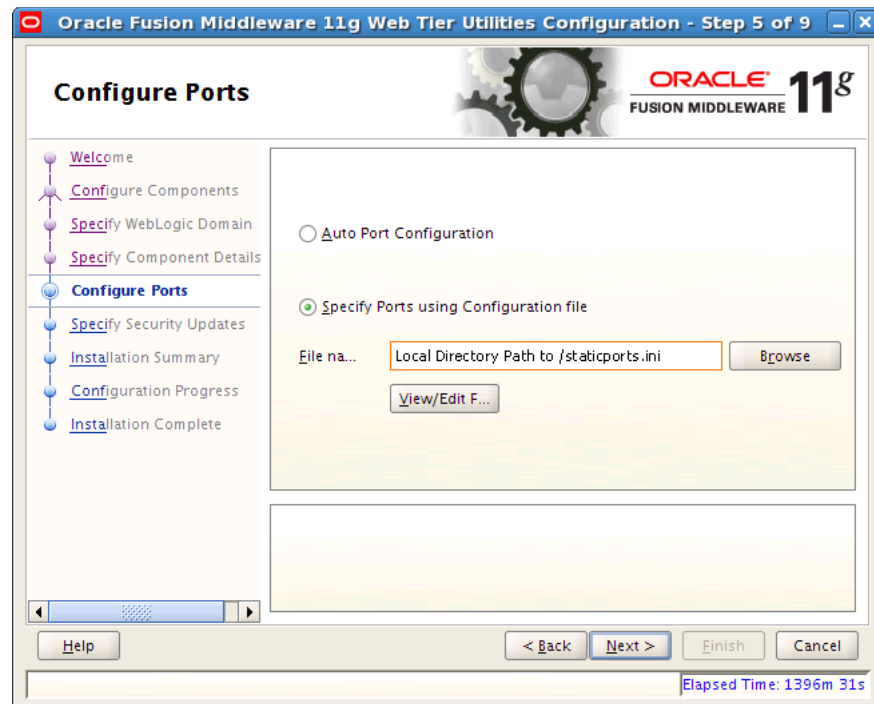 Oracle Fusion Middleware 11g Web Tier Utilities Configuration - Step 5 of 9
Configure Ports
ORACLE
FUSION MIDDLEWARE
11g
Welcome
Configure Components
Specify WebLogic Domain
Specify Component Details
Configure Ports
Specify Security Updates
Installation Summary
Configuration Progress
Installation Complete
Auto Port Configuration
Specify Ports using Configuration file
File na... Local Directory Path to /staticports.ini Browse
View/Edit F...
Help < Back Next > Finish Cancel
Elapsed Time: 1396m 31s